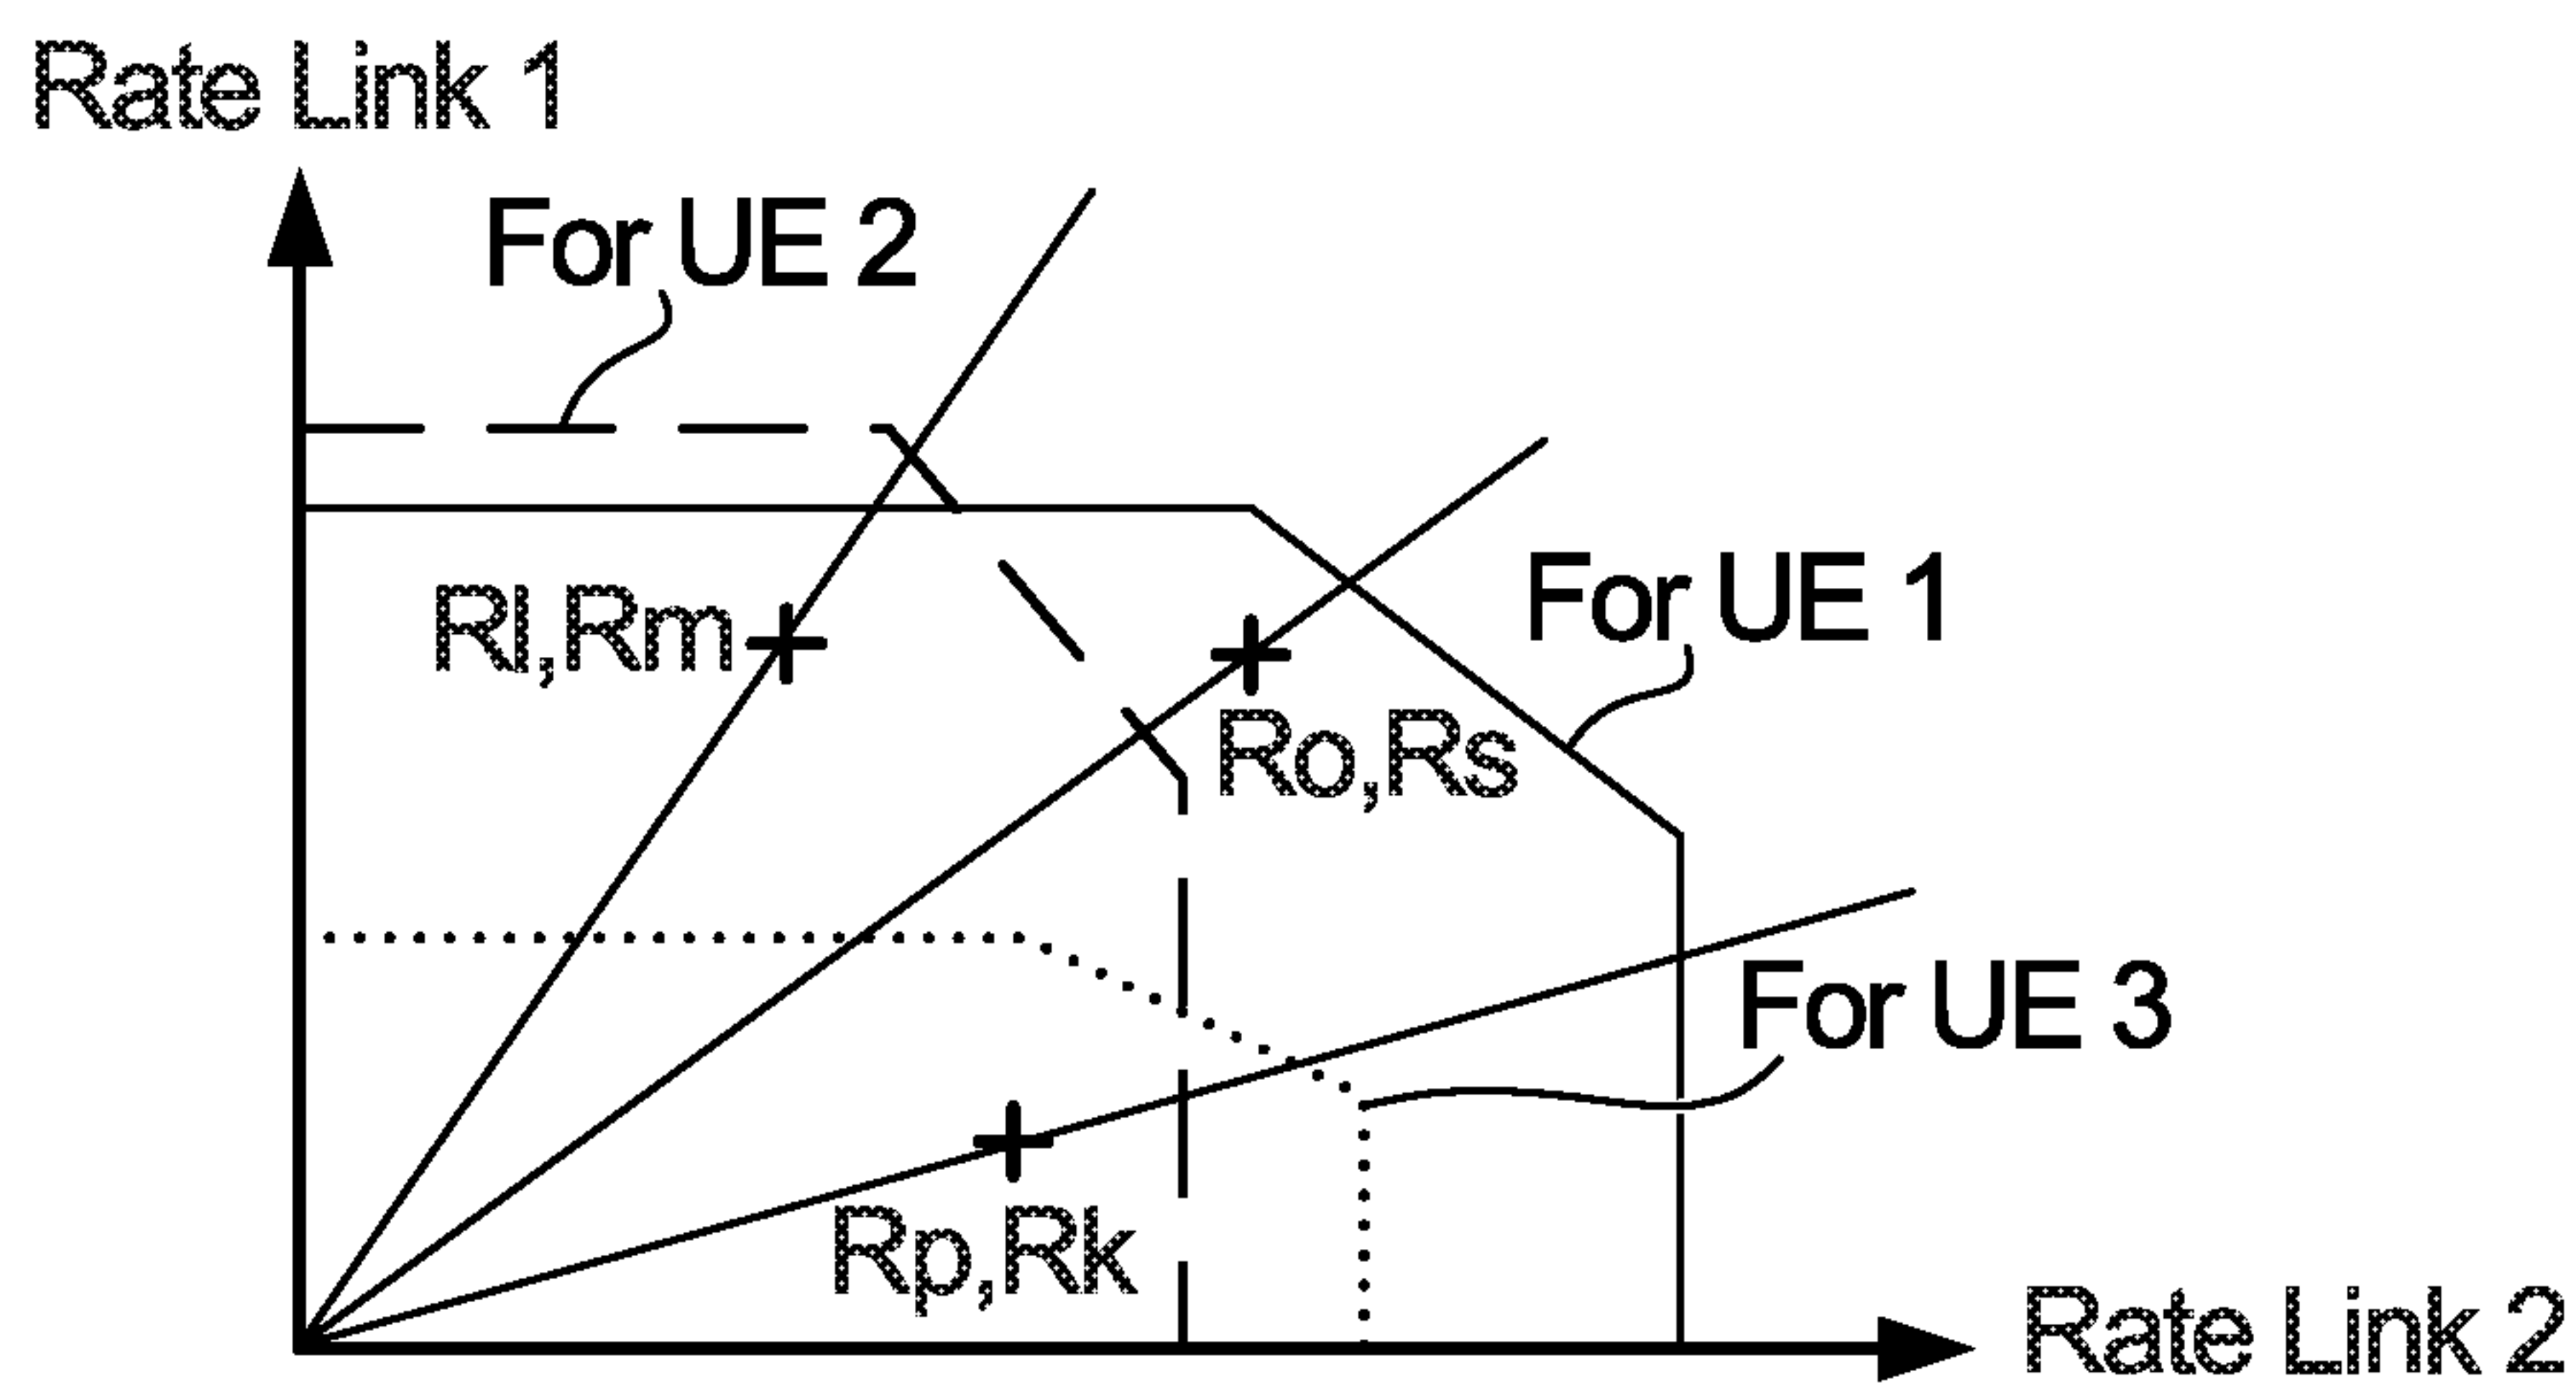 Rate Link 1
For UE 2
Rl,Rm
For UE 1
Ro,Rs
For UE 3
Rp,Rk
Rate Link 2